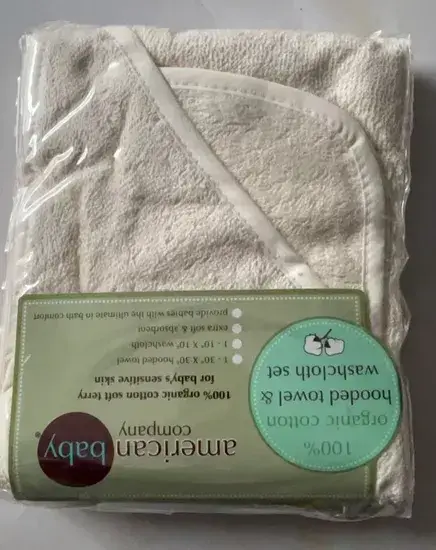 american baby®
company
100% organic cotton soft terry
for baby's sensitive skin
1 - 30" X 30" hooded towel
1 - 10" X 10" washcloth
extra soft & absorbent
provide babies with the ultimate in bath comfort
100%
organic cotton
hooded towel &
washcloth set